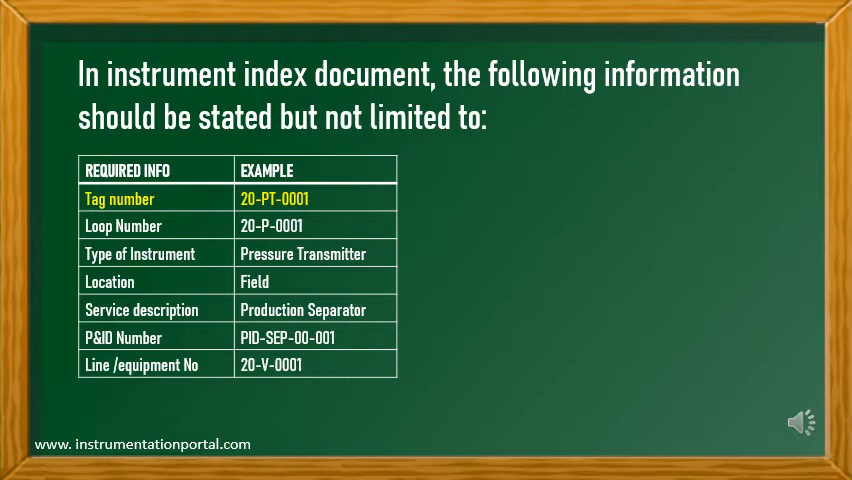 In instrument index document, the following information
should be stated but not limited to:
REQUIRED INFO EXAMPLE
Tag number 20-PT-0001
Loop Number 20-P-0001
Type of Instrument Pressure Transmitter
Location Field
Service description Production Separator
P&ID Number PID-SEP-00-001
Line /equipment No 20-V-0001
www. instrumentationportal.com